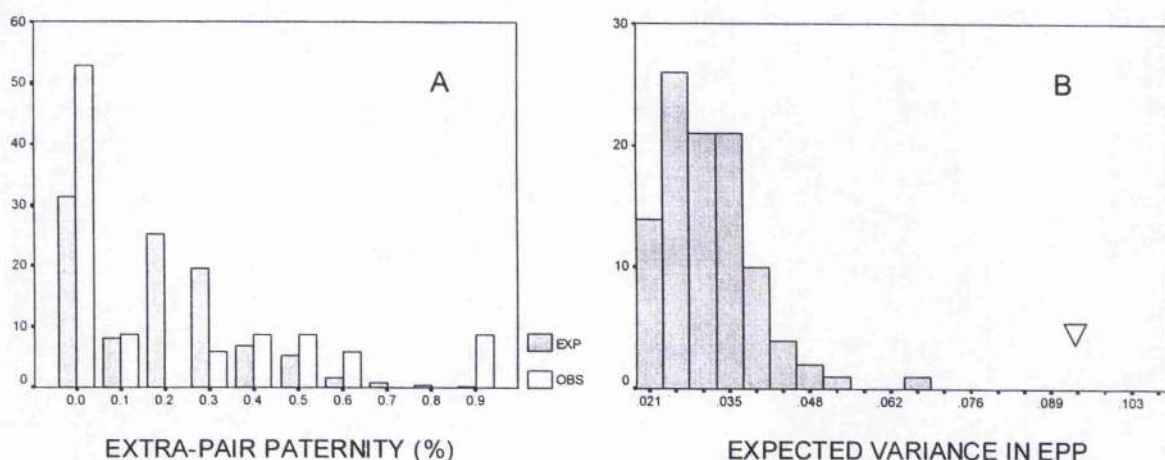 60
50
40
30
20
10
0
A
0.0 0.1 0.2 0.3 0.4 0.5 0.6 0.7 0.8 0.9
EXP
OBS
EXTRA-PAIR PATERNITY (%)
30
20
10
0
B
.021 .035 .048 .062 .076 .089 .103
EXPECTED VARIANCE IN EPP